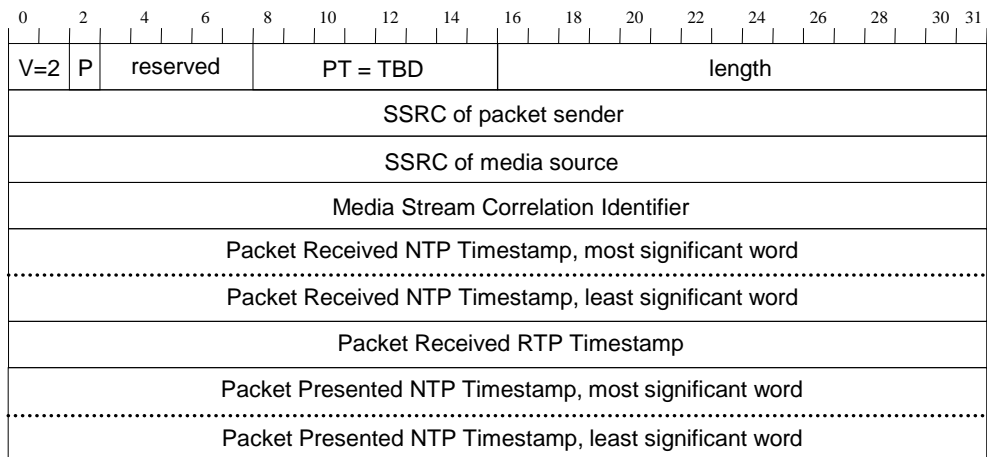 0 2 4 6 8 10 12 14 16 18 20 22 24 26 28 30 31
V=2 P reserved PT = TBD length
SSRC of packet sender
SSRC of media source
Media Stream Correlation Identifier
Packet Received NTP Timestamp, most significant word
Packet Received NTP Timestamp, least significant word
Packet Received RTP Timestamp
Packet Presented NTP Timestamp, most significant word
Packet Presented NTP Timestamp, least significant word